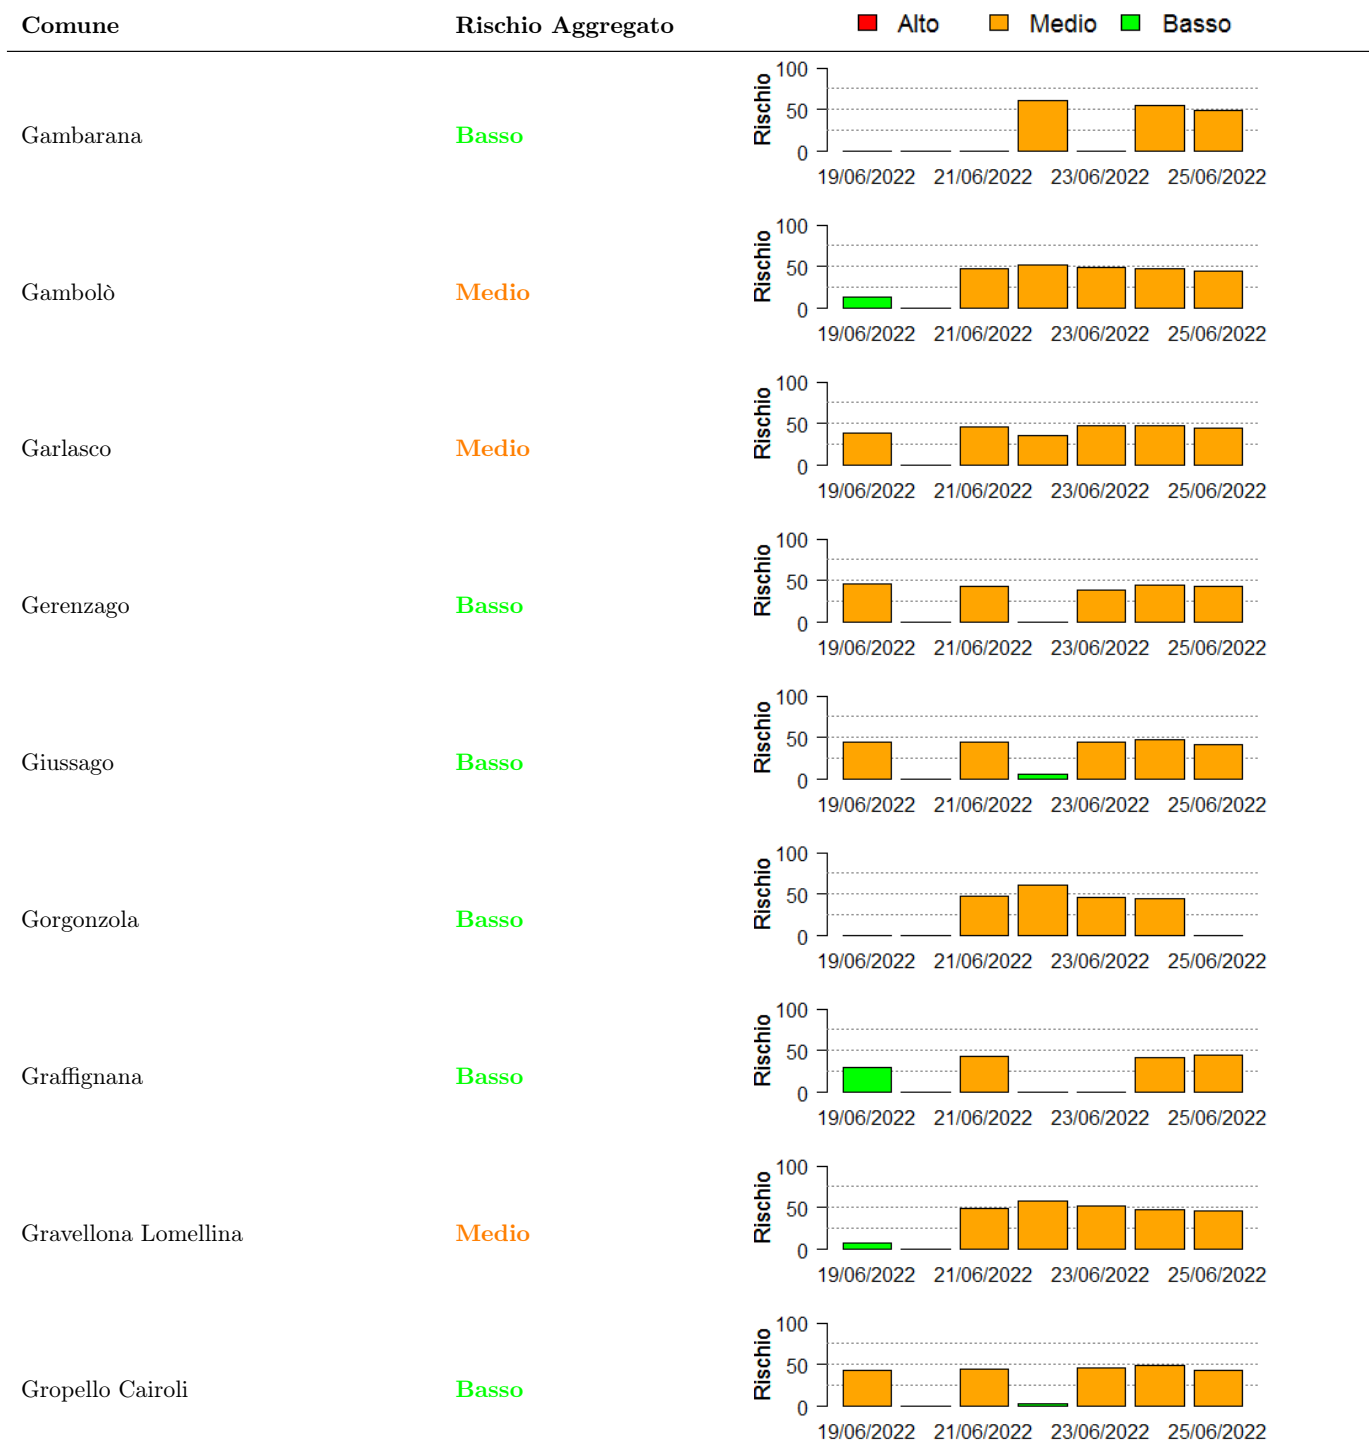 Comune Rischio Aggregato Alto Medio Basso
100
50
0
Rischio
Gambarana Basso
19/06/2022 21/06/2022 23/06/2022 25/06/2022
100
50
0
Rischio
Gambolò Medio
19/06/2022 21/06/2022 23/06/2022 25/06/2022
100
50
0
Rischio
Garlasco Medio
19/06/2022 21/06/2022 23/06/2022 25/06/2022
100
50
0
Rischio
Gerenzago Basso
19/06/2022 21/06/2022 23/06/2022 25/06/2022
100
50
0
Rischio
Giussago Basso
19/06/2022 21/06/2022 23/06/2022 25/06/2022
100
50
0
Rischio
Gorgonzola Basso
19/06/2022 21/06/2022 23/06/2022 25/06/2022
100
50
0
Rischio
Graffignana Basso
19/06/2022 21/06/2022 23/06/2022 25/06/2022
100
50
0
Rischio
Gravellona Lomellina Medio
19/06/2022 21/06/2022 23/06/2022 25/06/2022
100
50
0
Rischio
Gropello Cairoli Basso
19/06/2022 21/06/2022 23/06/2022 25/06/2022